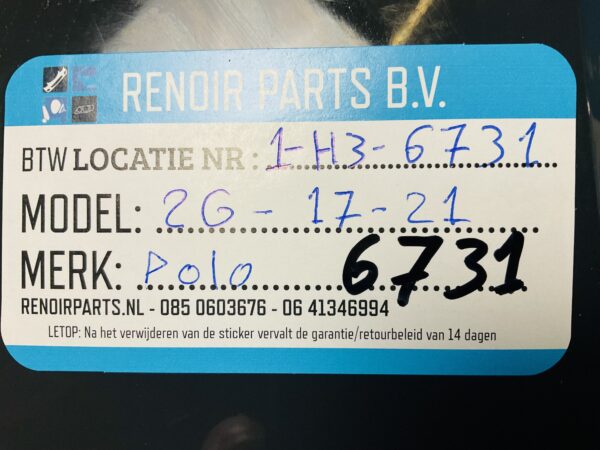 RENOIR PARTS B.V.
BTW LOCATIE NR : 1-H3-6731
MODEL: 2G - 17-21
MERK: Polo 6731
RENOIRPARTS.NL - 085 0603676 - 06 41346994
LETOP: Na het verwijderen van de sticker vervalt de garantie/retourbeleid van 14 dagen